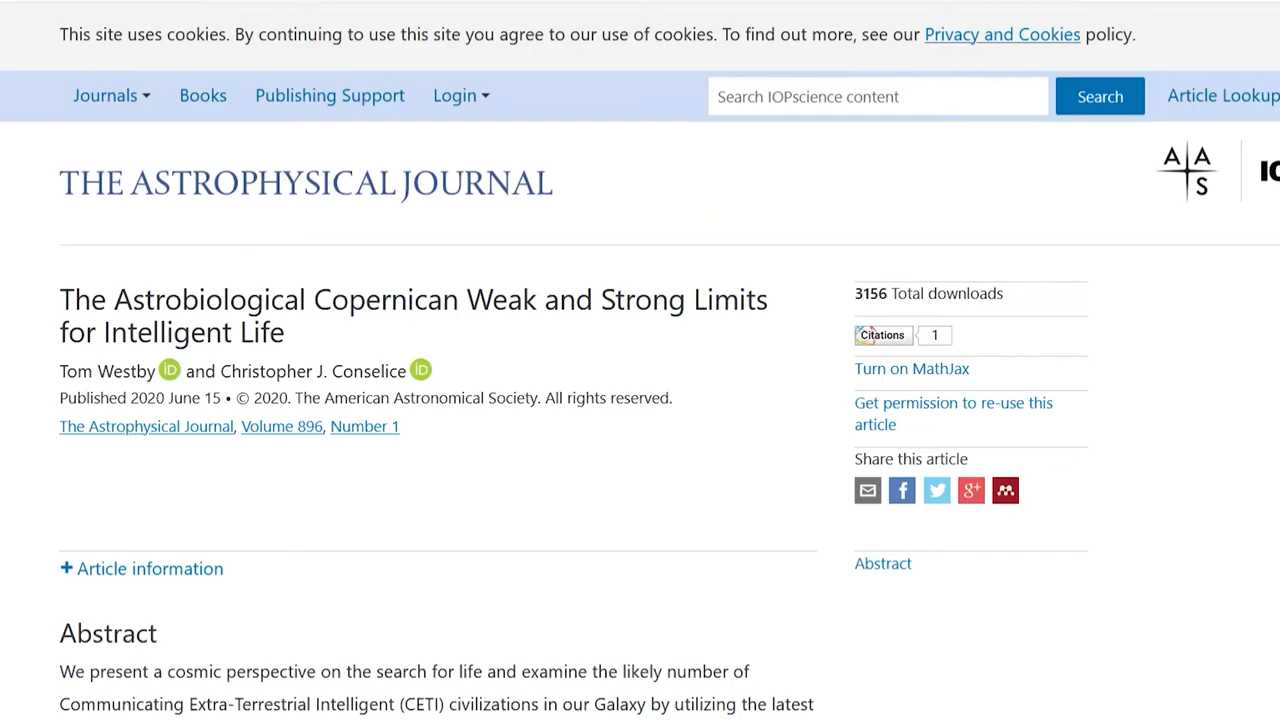 This site uses cookies. By continuing to use this site you agree to our use of cookies. To find out more, see our Privacy and Cookies policy.
Journals Books Publishing Support Login Search IOPscience content Search Article Lookup
THE ASTROPHYSICAL JOURNAL
A A
S
The Astrobiological Copernican Weak and Strong Limits
for Intelligent Life
Tom Westby iD and Christopher J. Conselice iD
Published 2020 June 15 • © 2020. The American Astronomical Society. All rights reserved.
The Astrophysical Journal, Volume 896, Number 1
+ Article information
Abstract
We present a cosmic perspective on the search for life and examine the likely number of
Communicating Extra-Terrestrial Intelligent (CETI) civilizations in our Galaxy by utilizing the latest
3156 Total downloads
Citations 1
Turn on MathJax
Get permission to re-use this
article
Share this article
Abstract